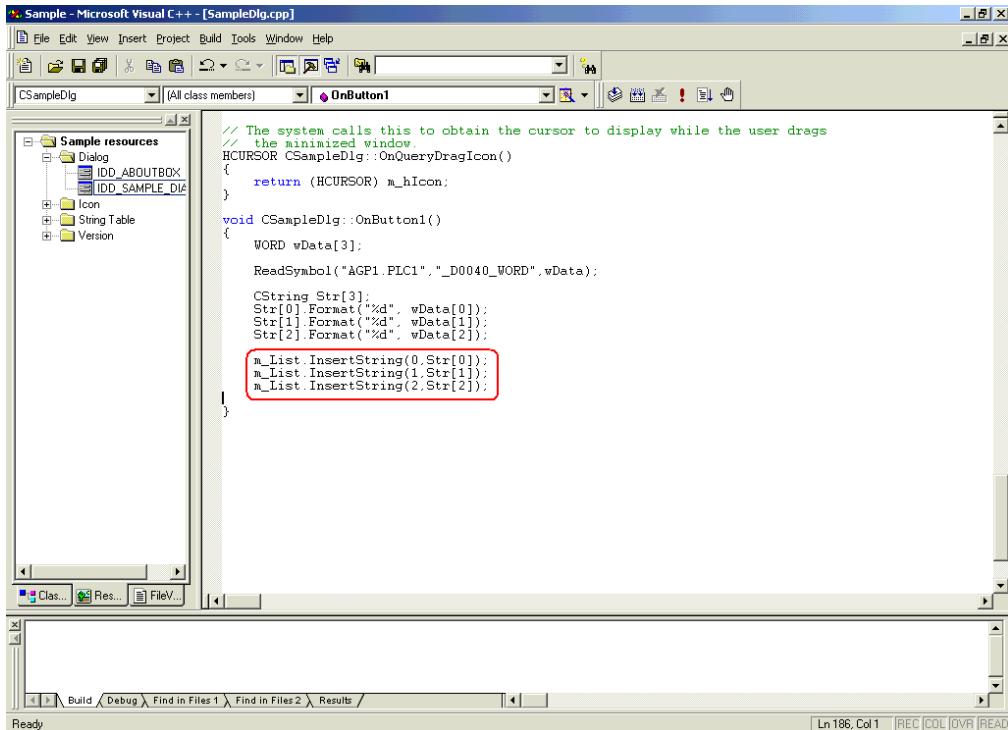 Sample - Microsoft Visual C++ - [SampleDlg.cpp]
File Edit View Insert Project Build Tools Window Help
CSampleDlg (All class members) OnButton1
Sample resources
Dialog
IDD_ABOUTBOX
IDD_SAMPLE_DIA
Icon
String Table
Version
Clas... Res... FileV...
// The system calls this to obtain the cursor to display while the user drags
//  the minimized window.
HCURSOR CSampleDlg::OnQueryDragIcon()
{
    return (HCURSOR) m_hIcon;
}
void CSampleDlg::OnButton1()
{
    WORD wData[3];
    ReadSymbol("AGP1.PLC1","_D0040_WORD",wData);
    CString Str[3];
    Str[0].Format("%d", wData[0]);
    Str[1].Format("%d", wData[1]);
    Str[2].Format("%d", wData[2]);
    m_List.InsertString(0,Str[0]);
    m_List.InsertString(1,Str[1]);
    m_List.InsertString(2,Str[2]);
}
Build Debug Find in Files 1 Find in Files 2 Results
Ready Ln 186, Col 1 REC COL OVR READ